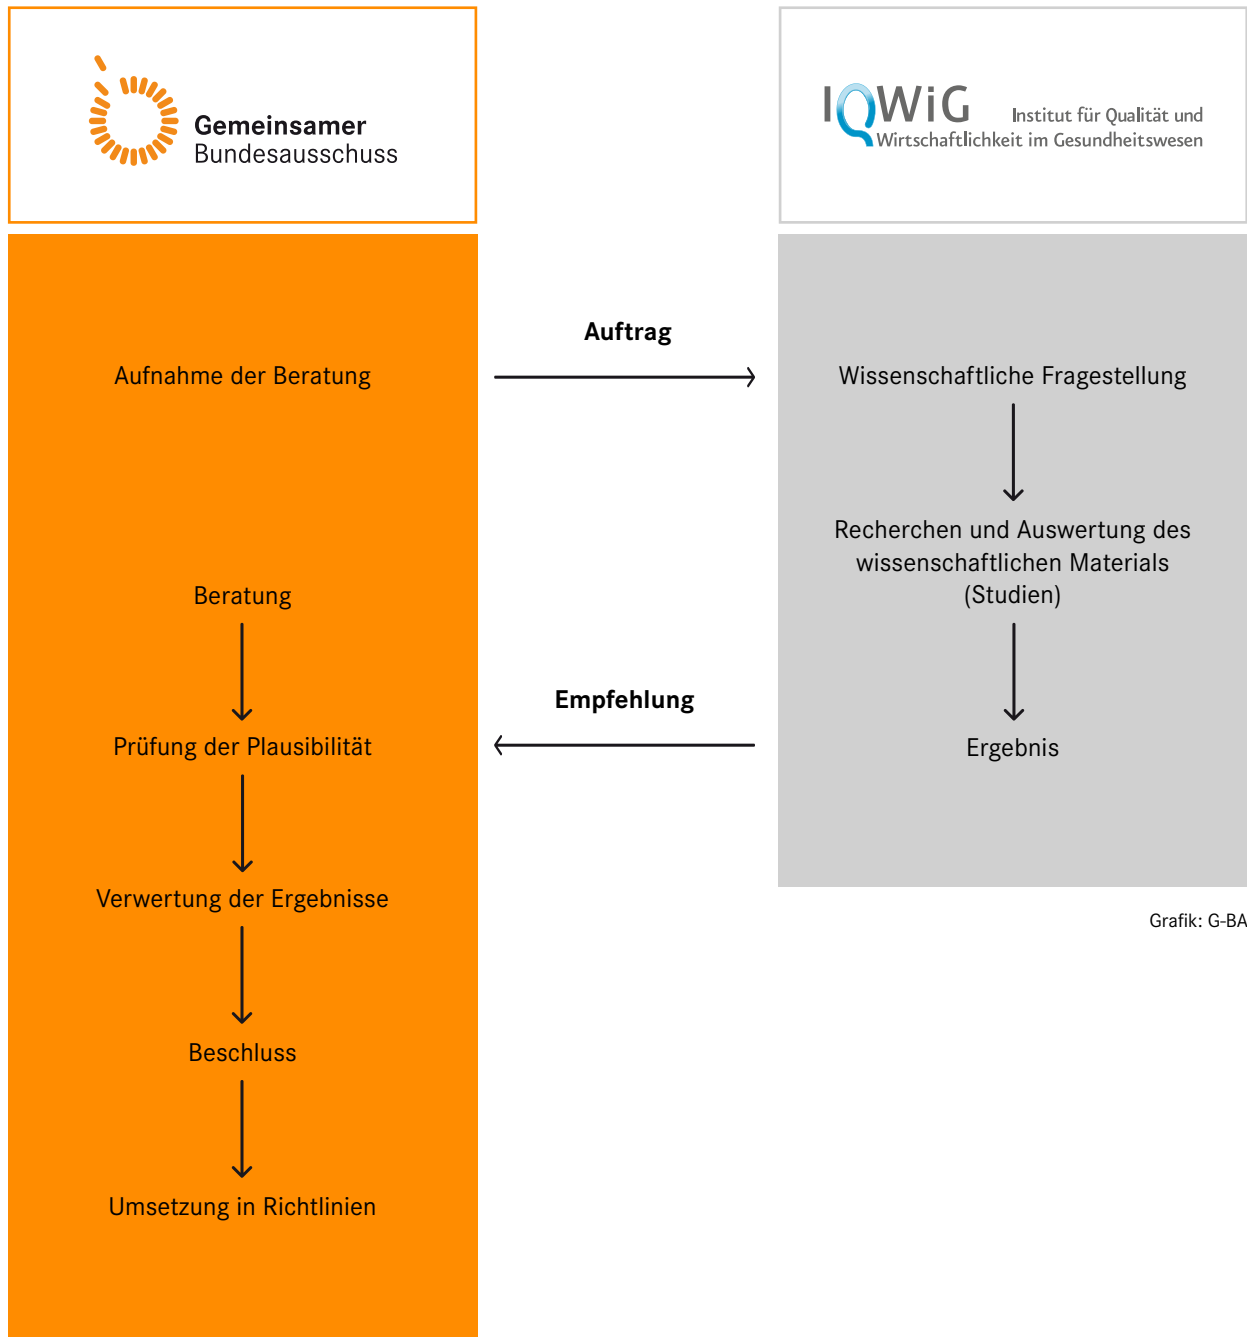 Gemeinsamer
Bundesausschuss
IQWiG
Institut für Qualität und
Wirtschaftlichkeit im Gesundheitswesen
Auftrag
Aufnahme der Beratung
Wissenschaftliche Fragestellung
Recherchen und Auswertung des
wissenschaftlichen Materials
(Studien)
Beratung
Empfehlung
Prüfung der Plausibilität
Ergebnis
Verwertung der Ergebnisse
Grafik: G-BA
Beschluss
Umsetzung in Richtlinien